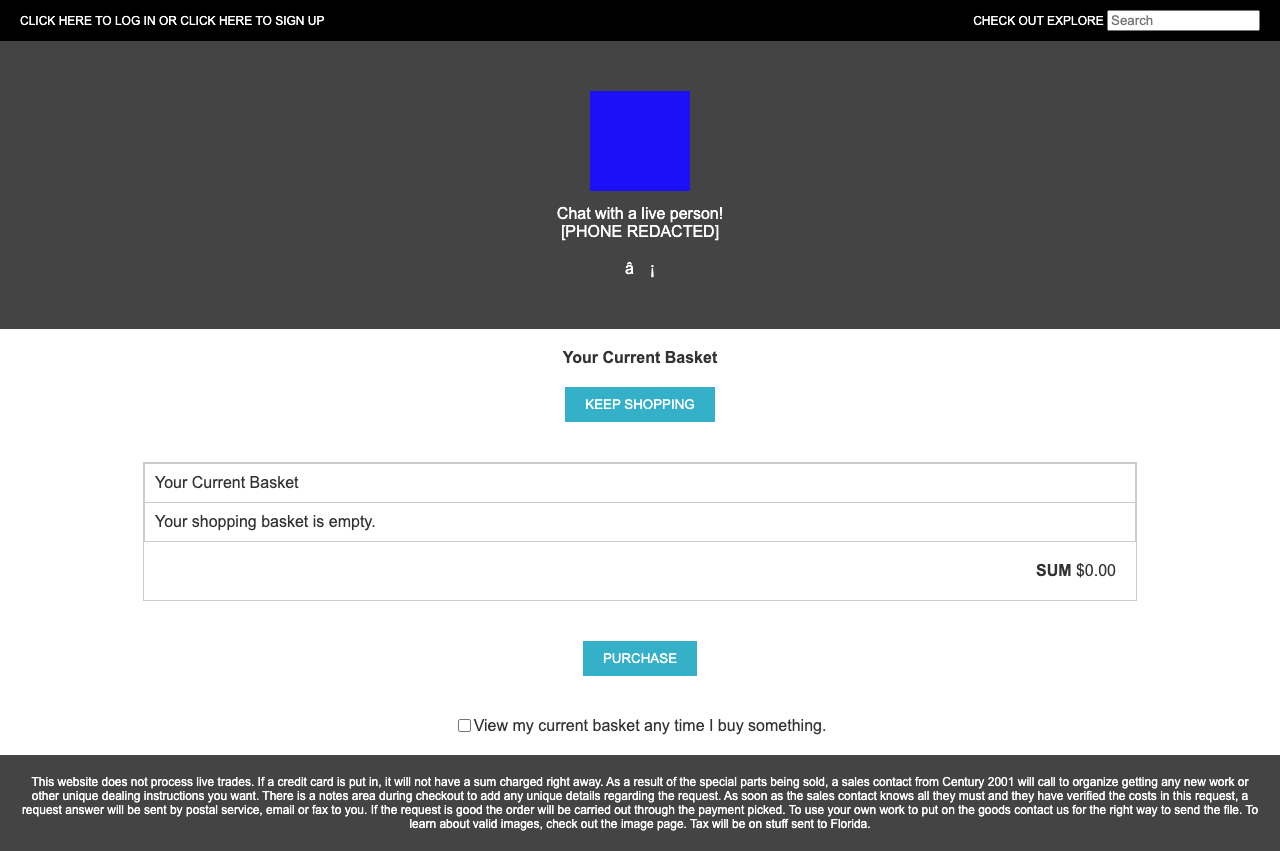 CLICK HERE TO LOG IN OR CLICK HERE TO SIGN UP
CHECK OUT EXPLORE Search
Chat with a live person!
[PHONE REDACTED]
â ¡
Your Current Basket
KEEP SHOPPING
Your Current Basket
Your shopping basket is empty.
SUM $0.00
PURCHASE
View my current basket any time I buy something.
This website does not process live trades. If a credit card is put in, it will not have a sum charged right away. As a result of the special parts being sold, a sales contact from Century 2001 will call to organize getting any new work or
other unique dealing instructions you want. There is a notes area during checkout to add any unique details regarding the request. As soon as the sales contact knows all they must and they have verified the costs in this request, a
request answer will be sent by postal service, email or fax to you. If the request is good the order will be carried out through the payment picked. To use your own work to put on the goods contact us for the right way to send the file. To
learn about valid images, check out the image page. Tax will be on stuff sent to Florida.